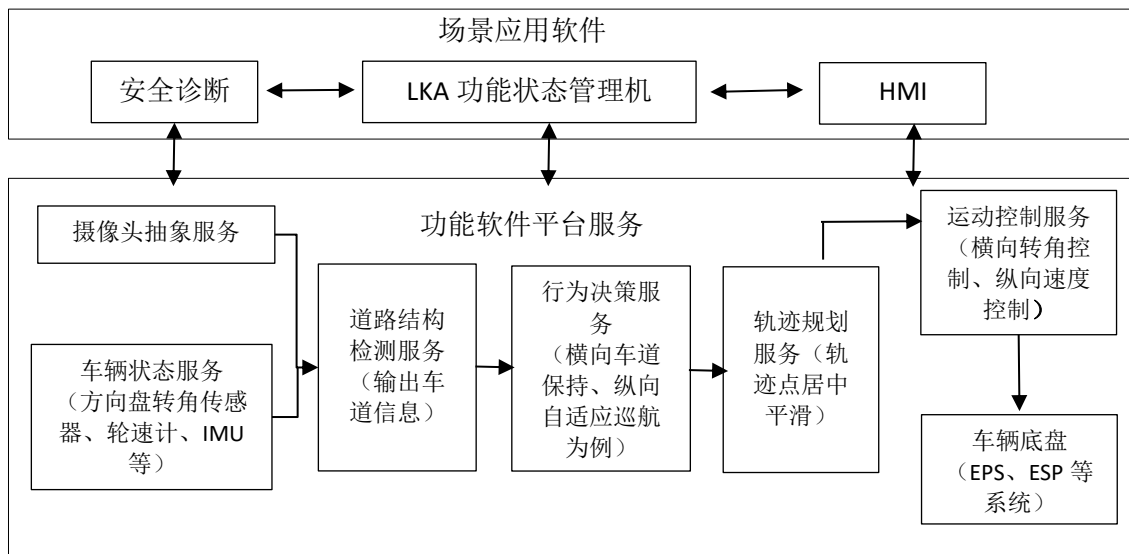 场景应用软件
安全诊断
LKA 功能状态管理机
HMI
功能软件平台服务
摄像头抽象服务
车辆状态服务
（方向盘转角传感
器、轮速计、IMU
等）
道路结构
检测服务
（输出车
道信息）
行为决策服
务
（横向车道
保持、纵向
自适应巡航
为例）
轨迹规划
服务（轨
迹点居中
平滑）
运动控制服务
（横向转角控
制、纵向速度
控制）
车辆底盘
（EPS、ESP 等
系统）